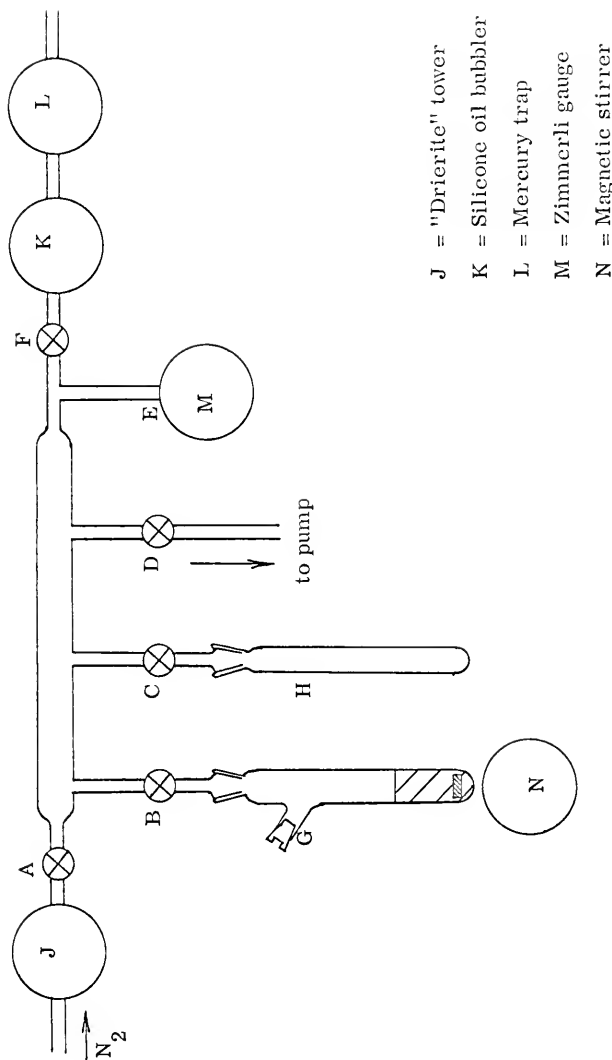 N2
J
A
B
G
N
C
H
D
to pump
E
M
F
K
L
J = "Drierite" tower
K = Silicone oil bubbler
L = Mercury trap
M = Zimmerli gauge
N = Magnetic stirrer